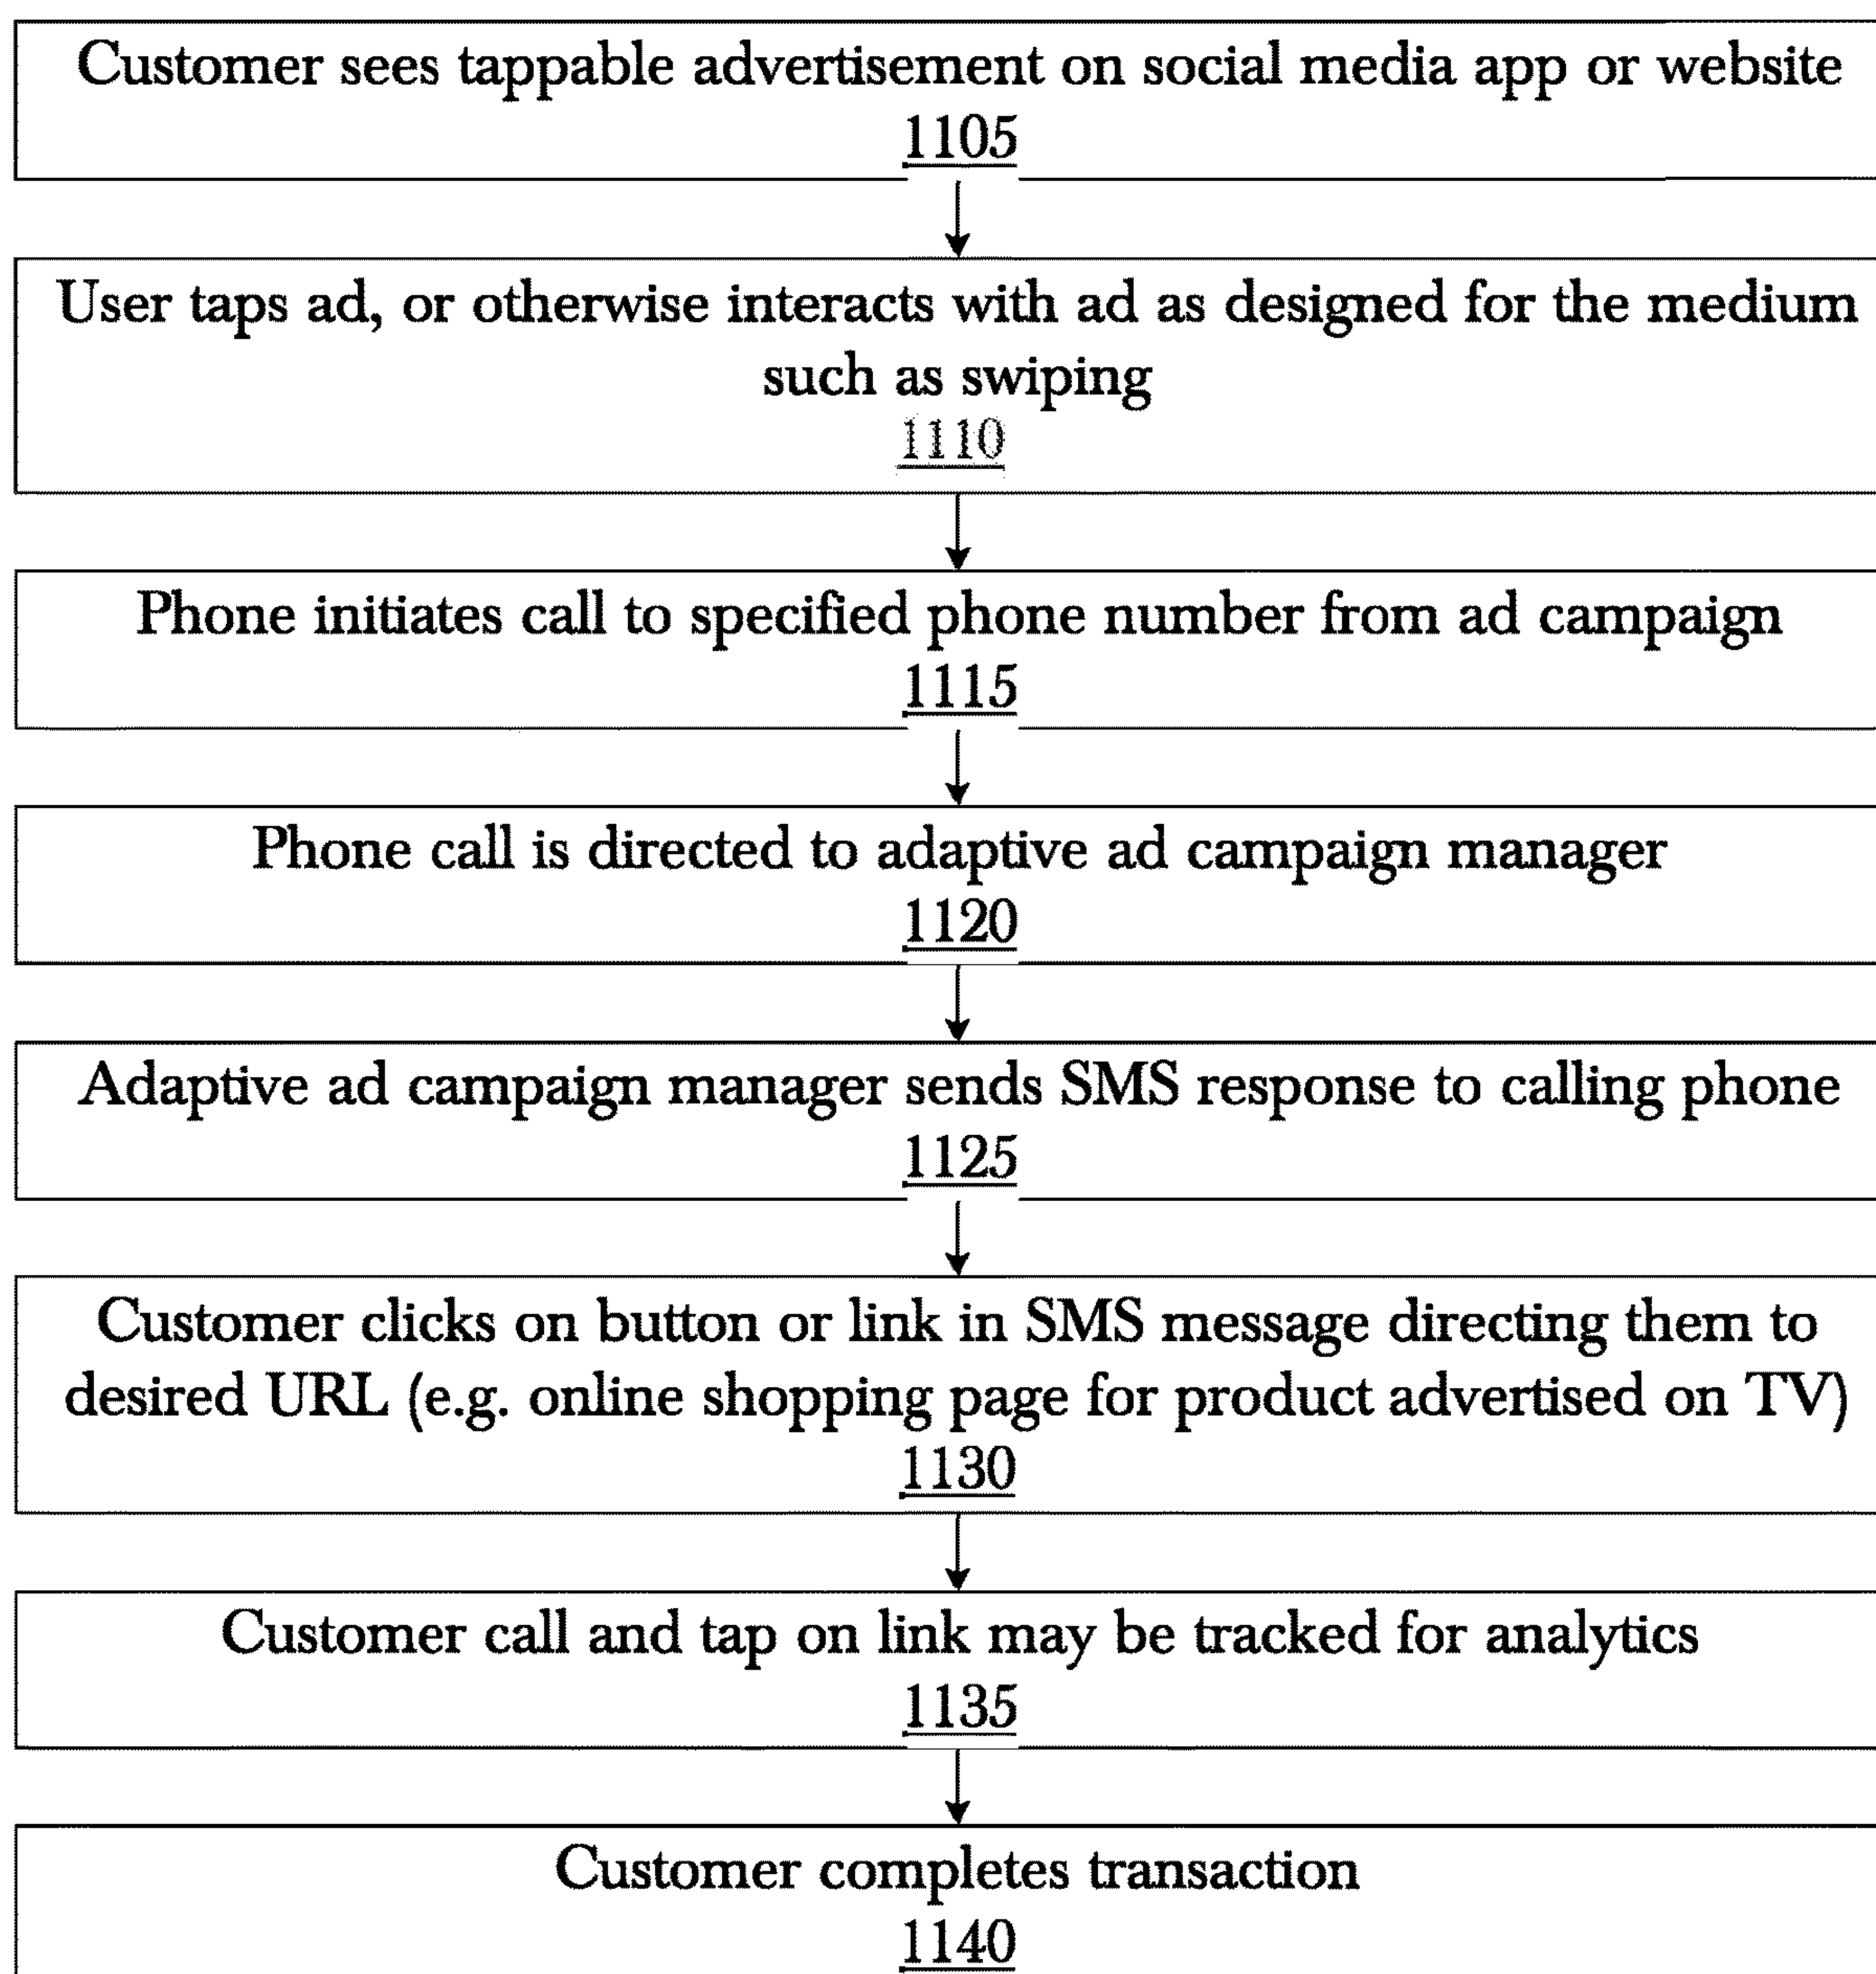 Customer sees tappable advertisement on social media app or website
1105
User taps ad, or otherwise interacts with ad as designed for the medium
such as swiping
1110
Phone initiates call to specified phone number from ad campaign
1115
Phone call is directed to adaptive ad campaign manager
1120
Adaptive ad campaign manager sends SMS response to calling phone
1125
Customer clicks on button or link in SMS message directing them to
desired URL (e.g. online shopping page for product advertised on TV)
1130
Customer call and tap on link may be tracked for analytics
1135
Customer completes transaction
1140